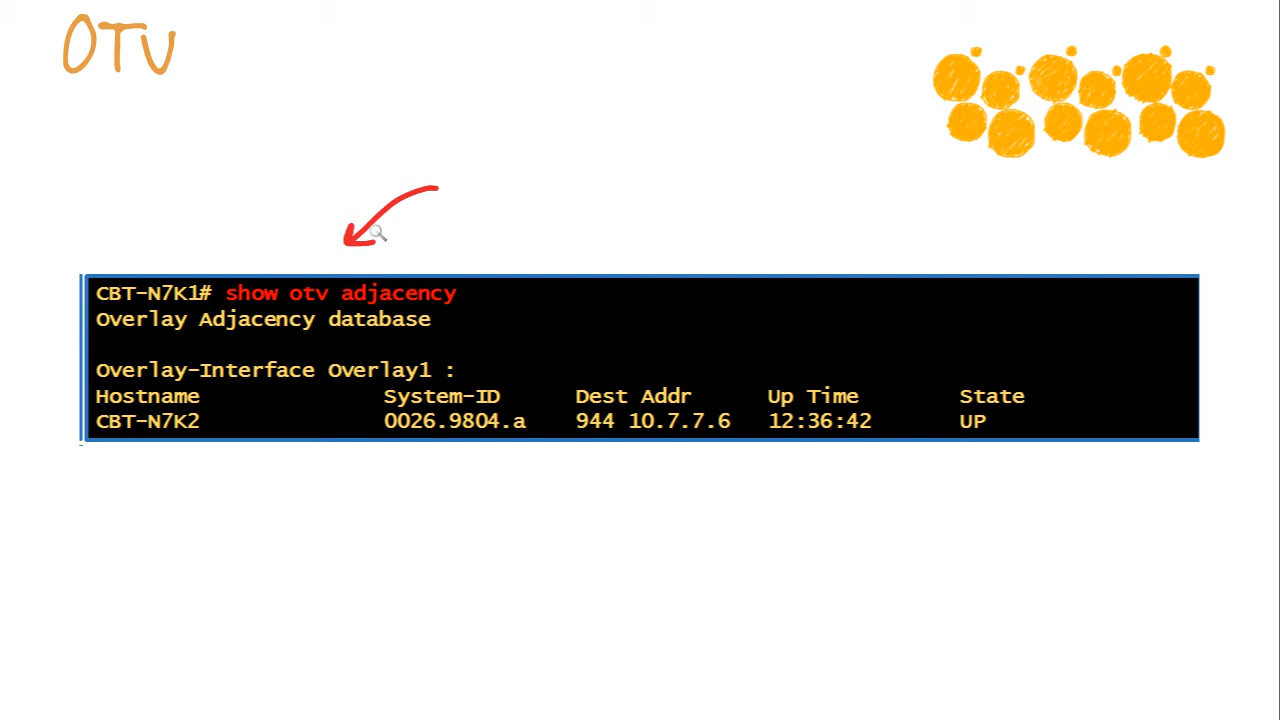 OTV
CBT-N7K1# show otv adjacency
Overlay Adjacency database
Overlay-Interface Overlay1 :
Hostname System-ID Dest Addr Up Time State
CBT-N7K2 0026.9804.a 944 10.7.7.6 12:36:42 UP